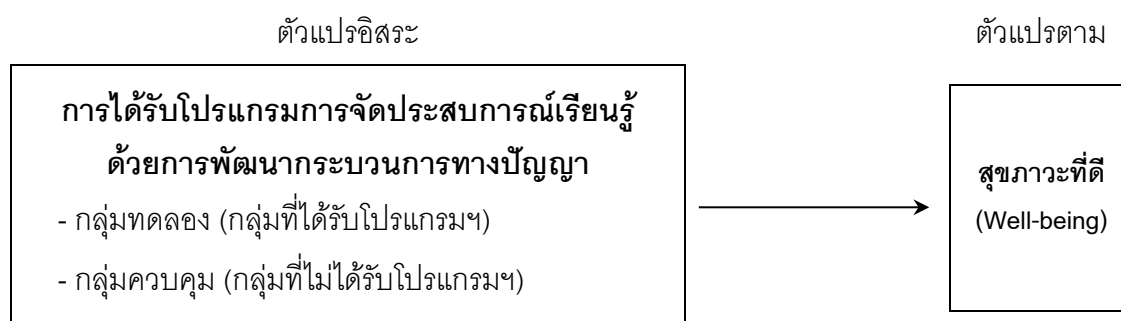 ตัวแปรอิสระ
ตัวแปรตาม
การได้รับโปรแกรมการจัดประสบการณ์เรียนรู้
ด้วยการพัฒนากระบวนการทางปัญญา
- กลุ่มทดลอง (กลุ่มที่ได้รับโปรแกรมฯ)
- กลุ่มควบคุม (กลุ่มที่ไม่ได้รับโปรแกรมฯ)
สุขภาวะที่ดี
(Well-being)